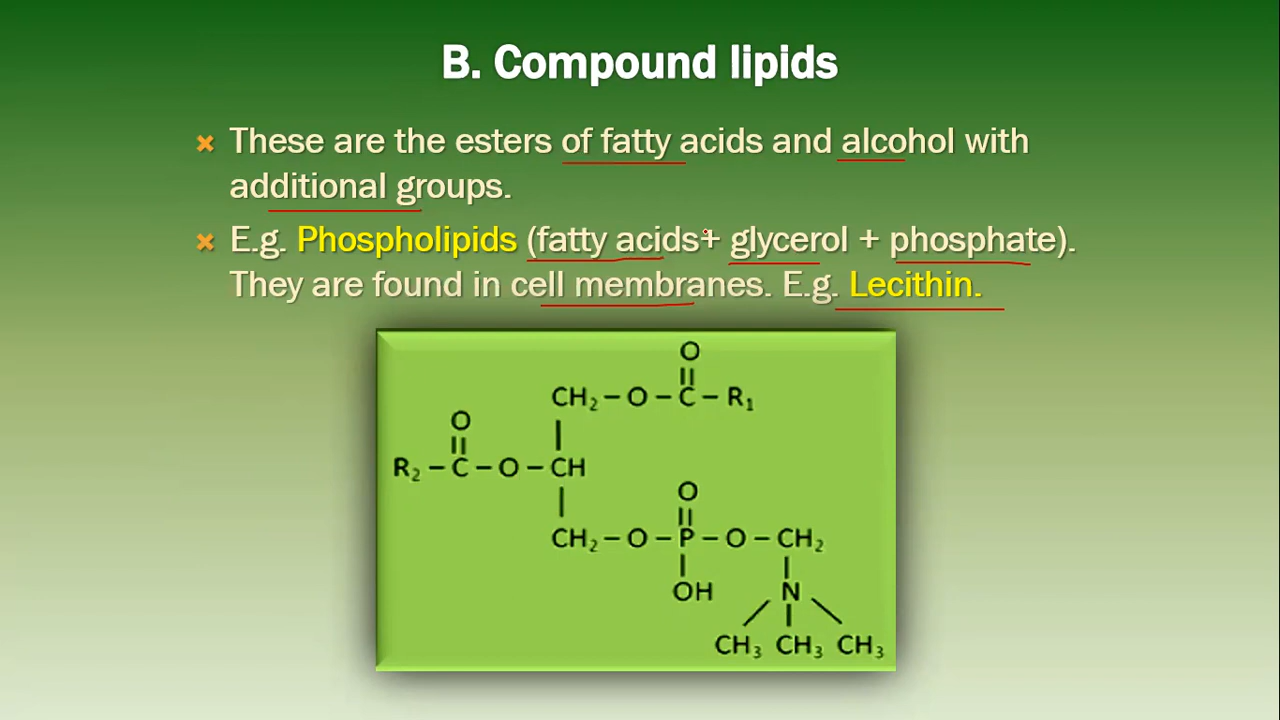 B. Compound lipids
These are the esters of fatty acids and alcohol with
additional groups.
E.g. Phospholipids (fatty acids+ glycerol + phosphate).
They are found in cell membranes. E.g. Lecithin.
O
CH₂ – O – C – R₁
O
R₂ – C – O – CH
O
CH₂ – O – P – O – CH₂
OH N
CH₃ CH₃ CH₃